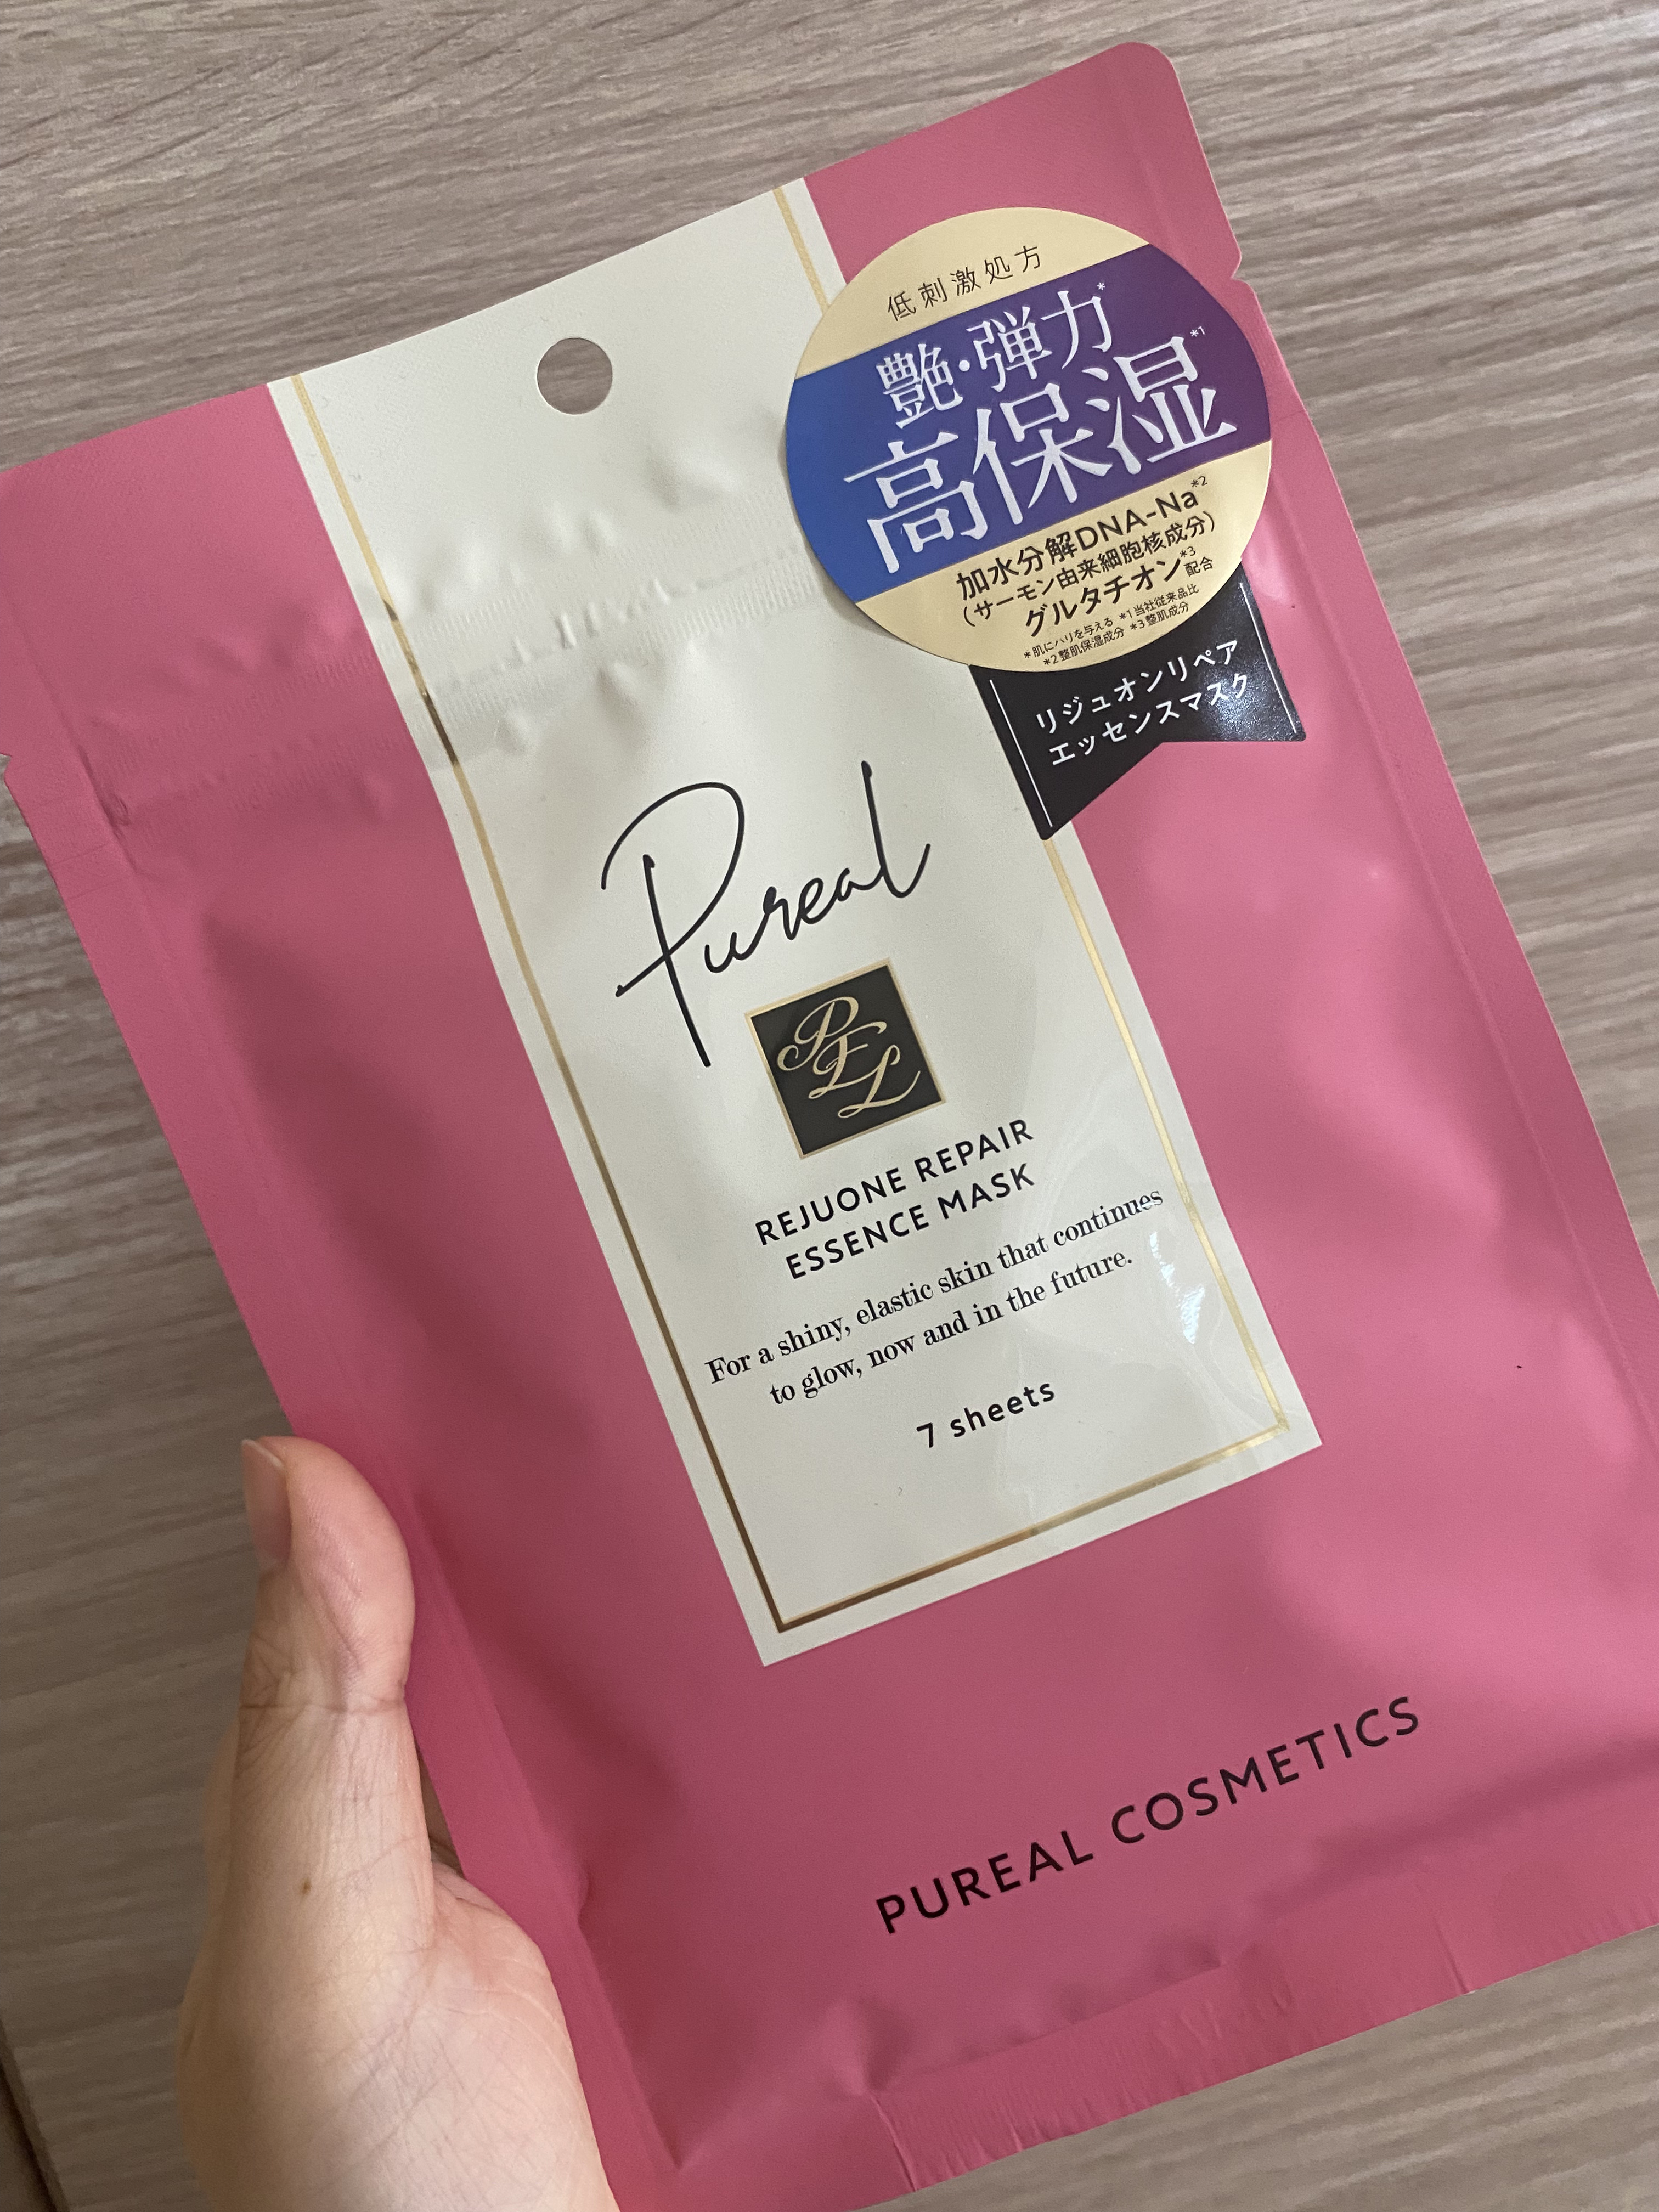 低刺激処方
艶・弾力*
高保湿*1
加水分解DNA-Na*2
(サーモン由来細胞核成分)
グルタチオン*3配合
*肌にハリを与える *1当社従来品比
*2整肌保湿成分 *3整肌成分
リジュオンリペア
エッセンスマスク
Pureal
PEL
REJUONE REPAIR
ESSENCE MASK
For a shiny, elastic skin that continues
to glow, now and in the future.
7 sheets
PUREAL COSMETICS